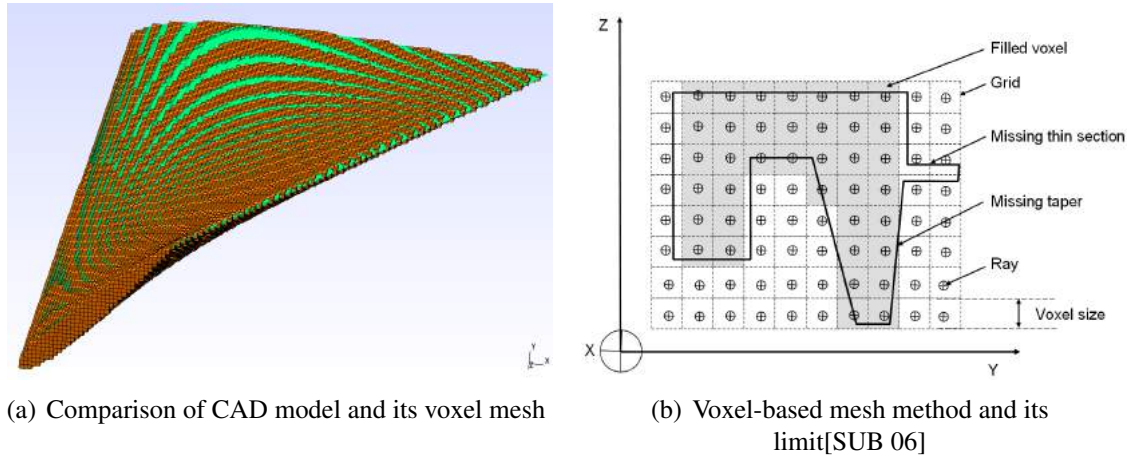 Z
Filled voxel
Grid
Missing thin section
Missing taper
Ray
Voxel size
X
Y
Y
X
Z
(a) Comparison of CAD model and its voxel mesh
(b) Voxel-based mesh method and its
limit[SUB 06]